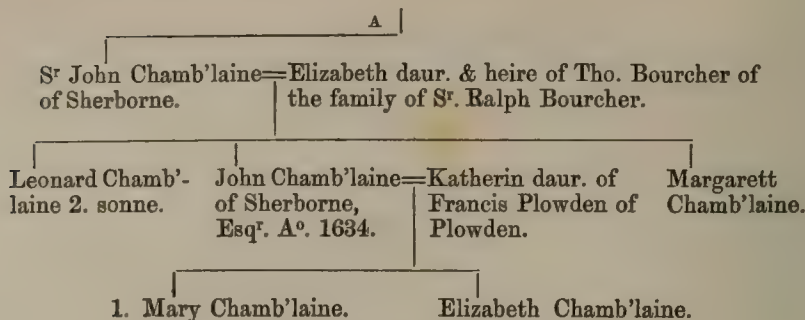 A
Sʳ John Chamb'laine=Elizabeth daur. & heire of Tho. Bourcher of
of Sherborne. the family of Sʳ. Ralph Bourcher.
Leonard Chamb'- John Chamb'laine=Katherin daur. of Margarett
laine 2. sonne. of Sherborne, Francis Plowden of Chamb'laine.
Esqʳ. Aº. 1634. Plowden.
1. Mary Chamb'laine. Elizabeth Chamb'laine.